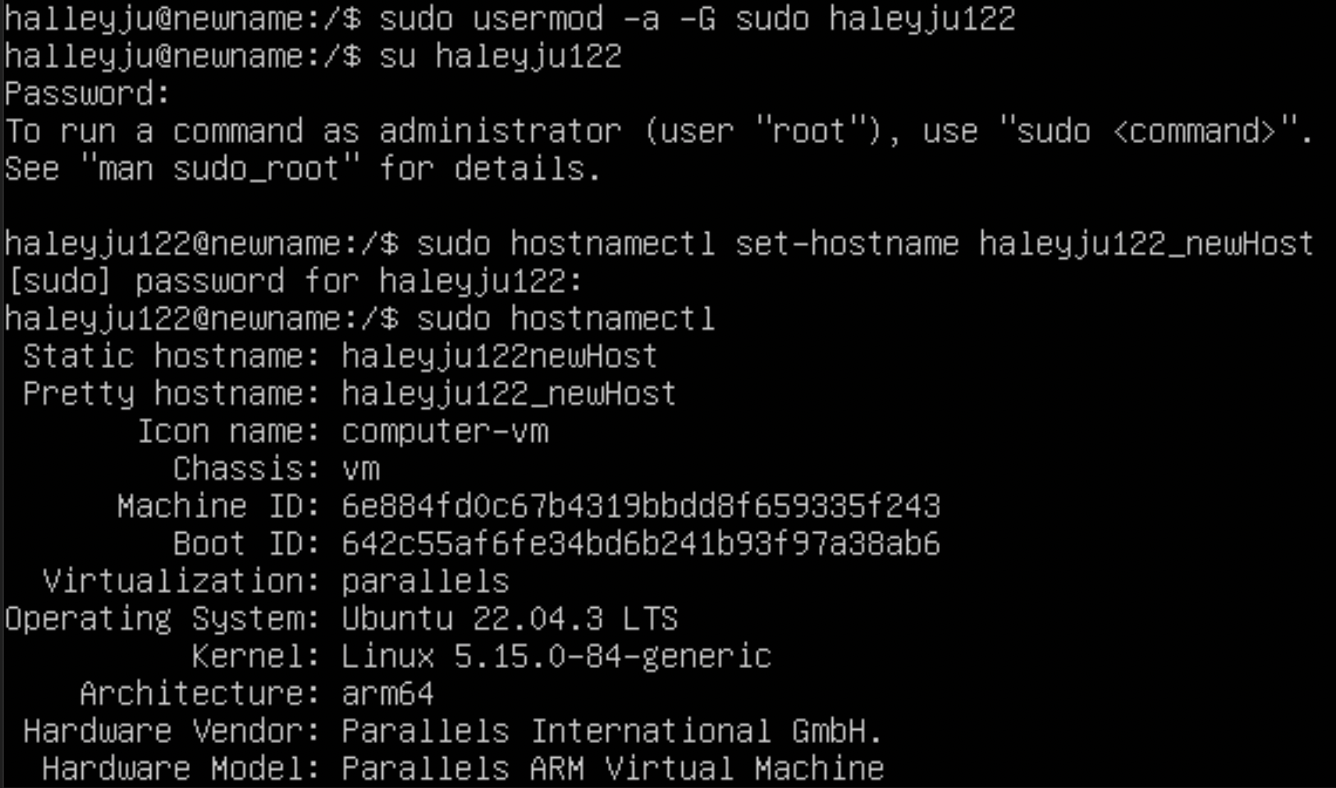 halleyju@newname:/$ sudo usermod -a -G sudo haleyju122
halleyju@newname:/$ su haleyju122
Password:
To run a command as administrator (user "root"), use "sudo <command>".
See "man sudo_root" for details.
haleyju122@newname:/$ sudo hostnamectl set-hostname haleyju122_newHost
[sudo] password for haleyju122:
haleyju122@newname:/$ sudo hostnamectl
Static hostname: haleyju122newHost
Pretty hostname: haleyju122_newHost
Icon name: computer-vm
Chassis: vm
Machine ID: 6e884fd0c67b4319bbdd8f659335f243
Boot ID: 642c55af6fe34bd6b241b93f97a38ab6
Virtualization: parallels
Operating System: Ubuntu 22.04.3 LTS
Kernel: Linux 5.15.0-84-generic
Architecture: arm64
Hardware Vendor: Parallels International GmbH.
Hardware Model: Parallels ARM Virtual Machine